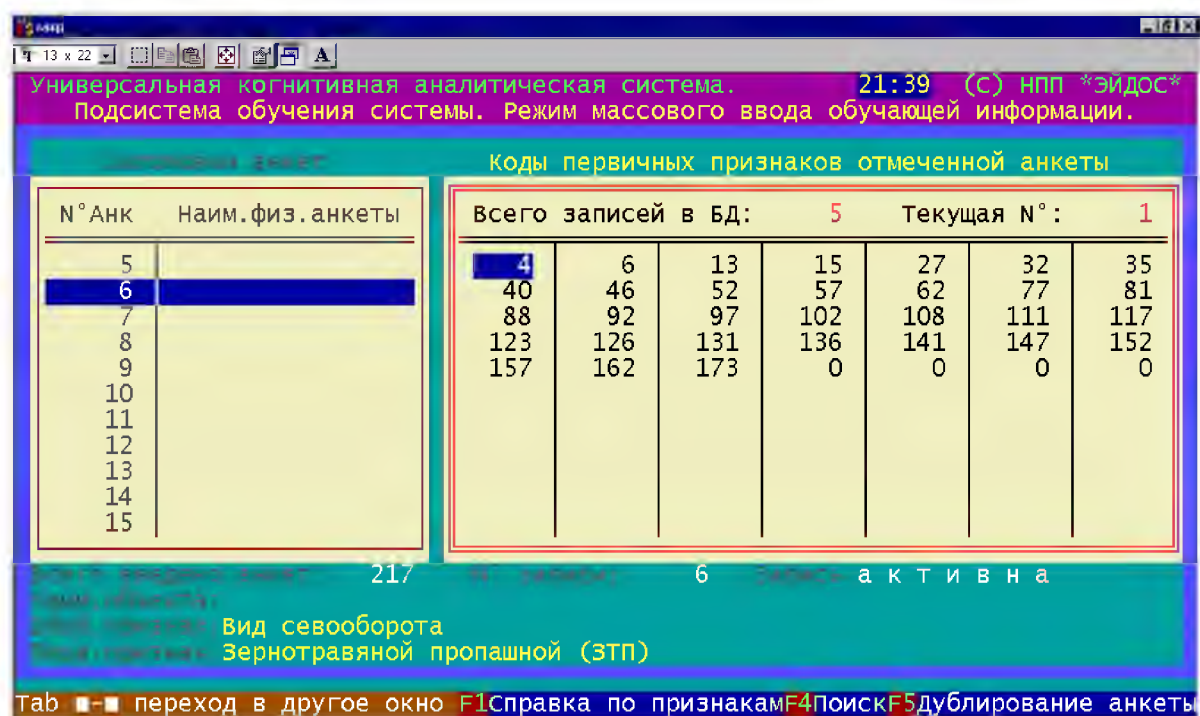 13 x 22 A
Универсальная когнитивная аналитическая система. 21:39 (C) НПП *ЭЙДОС*
Подсистема обучения системы. Режим массового ввода обучающей информации.
Коды первичных признаков отмеченной анкеты
N°Анк Наим.физ.анкеты
5
6
7
8
9
10
11
12
13
14
15
Всего записей в БД: 5 Текущая N°: 1
4 6 13 15 27 32 35
40 46 52 57 62 77 81
88 92 97 102 108 111 117
123 126 131 136 141 147 152
157 162 173 0 0 0 0
217 6 а к т и в н а
Вид севооборота
Зернотравяной пропашной (ЗТП)
Tab ■-■ переход в другое окно F1Справка по признакамF4ПоискF5Дублирование анкеты